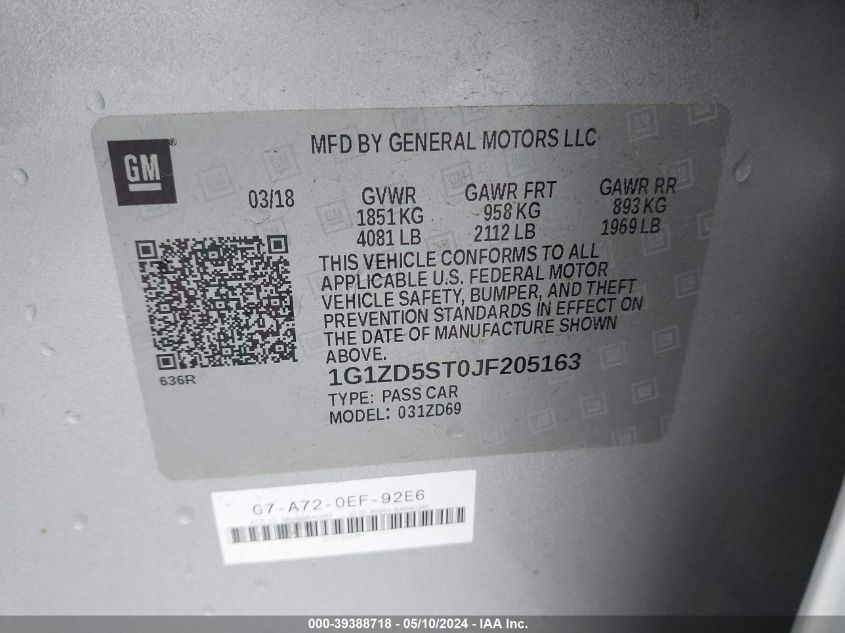 GM
MFD BY GENERAL MOTORS LLC
03/18
GVWR GAWR FRT GAWR RR
1851 KG 958 KG 893 KG
4081 LB 2112 LB 1969 LB
THIS VEHICLE CONFORMS TO ALL
APPLICABLE U.S. FEDERAL MOTOR
VEHICLE SAFETY, BUMPER, AND THEFT
PREVENTION STANDARDS IN EFFECT ON
THE DATE OF MANUFACTURE SHOWN
ABOVE.
636R
1G1ZD5ST0JF205163
TYPE: PASS CAR
MODEL: 031ZD69
G7-A72-0EF-92E6
000-39388718 - 05/10/2024 - IAA Inc.